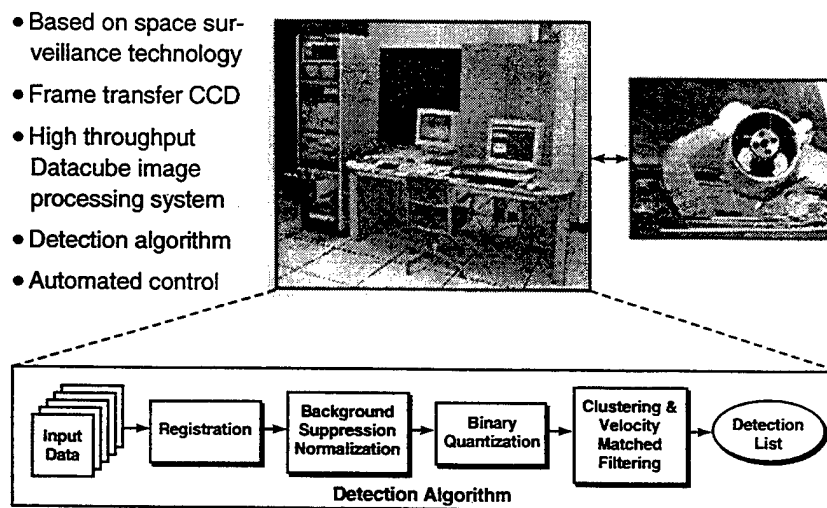 • Based on space sur-
veillance technology
• Frame transfer CCD
• High throughput
Datacube image
processing system
• Detection algorithm
• Automated control
Input
Data
Registration
Background
Suppression
Normalization
Binary
Quantization
Clustering &
Velocity
Matched
Filtering
Detection
List
Detection Algorithm